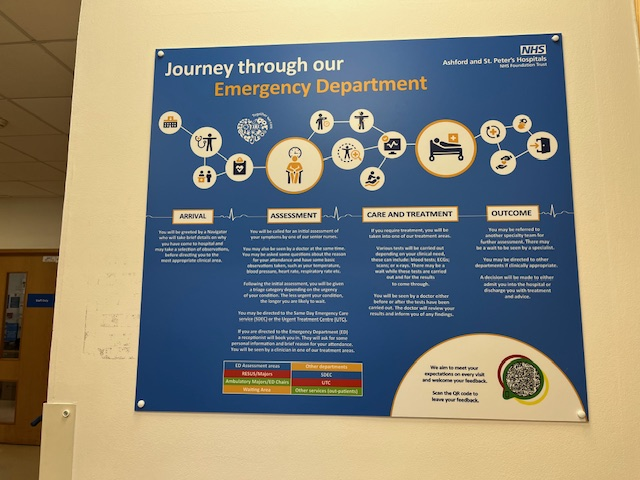 Journey through our
Emergency Department
NHS
Ashford and St. Peter's Hospitals
NHS Foundation Trust
ARRIVAL
You will be greeted by a Navigator
who will take brief details on why
you have come to hospital and
may take a selection of observations,
before directing you to the
most appropriate clinical area.
ASSESSMENT
You will be called for an initial assessment of
your symptoms by one of our senior nurses.
You may also be seen by a doctor at the same time.
You may be asked some questions about the reason
for your attendance and have some basic
observations taken, such as your temperature,
blood pressure, heart rate, respiratory rate etc.
Following the initial assessment, you will be given
a triage category depending on the urgency
of your condition. The less urgent your condition,
the longer you are likely to wait.
You may be directed to the Same Day Emergency Care
service (SDEC) or the Urgent Treatment Centre (UTC).
If you are directed to the Emergency Department (ED)
a receptionist will book you in. They will ask for some
personal information and brief reason for your attendance.
You will be seen by a clinician in one of our treatment areas.
CARE AND TREATMENT
If you require treatment, you will be
taken into one of our treatment areas.
Various tests will be carried out
depending on your clinical need,
these can include: blood tests; ECGs;
scans; or x-rays. There may be a
wait while these tests are carried
out and for the results
to come through.
You will be seen by a doctor either
before or after the tests have been
carried out. The doctor will review your
results and inform you of any findings.
OUTCOME
You may be referred to
another specialty team for
further assessment. There may
be a wait to be seen by a specialist.
You may be directed to other
departments if clinically appropriate.
A decision will be made to either
admit you into the hospital or
discharge you with treatment
and advice.
ED Assessment areas
Other departments
RESUS/Majors
SDEC
Ambulatory Majors/ED Chairs
UTC
Waiting Area
Other services (out-patients)
We aim to meet your
expectations on every visit
and welcome your feedback.
Scan the QR code to
leave your feedback.